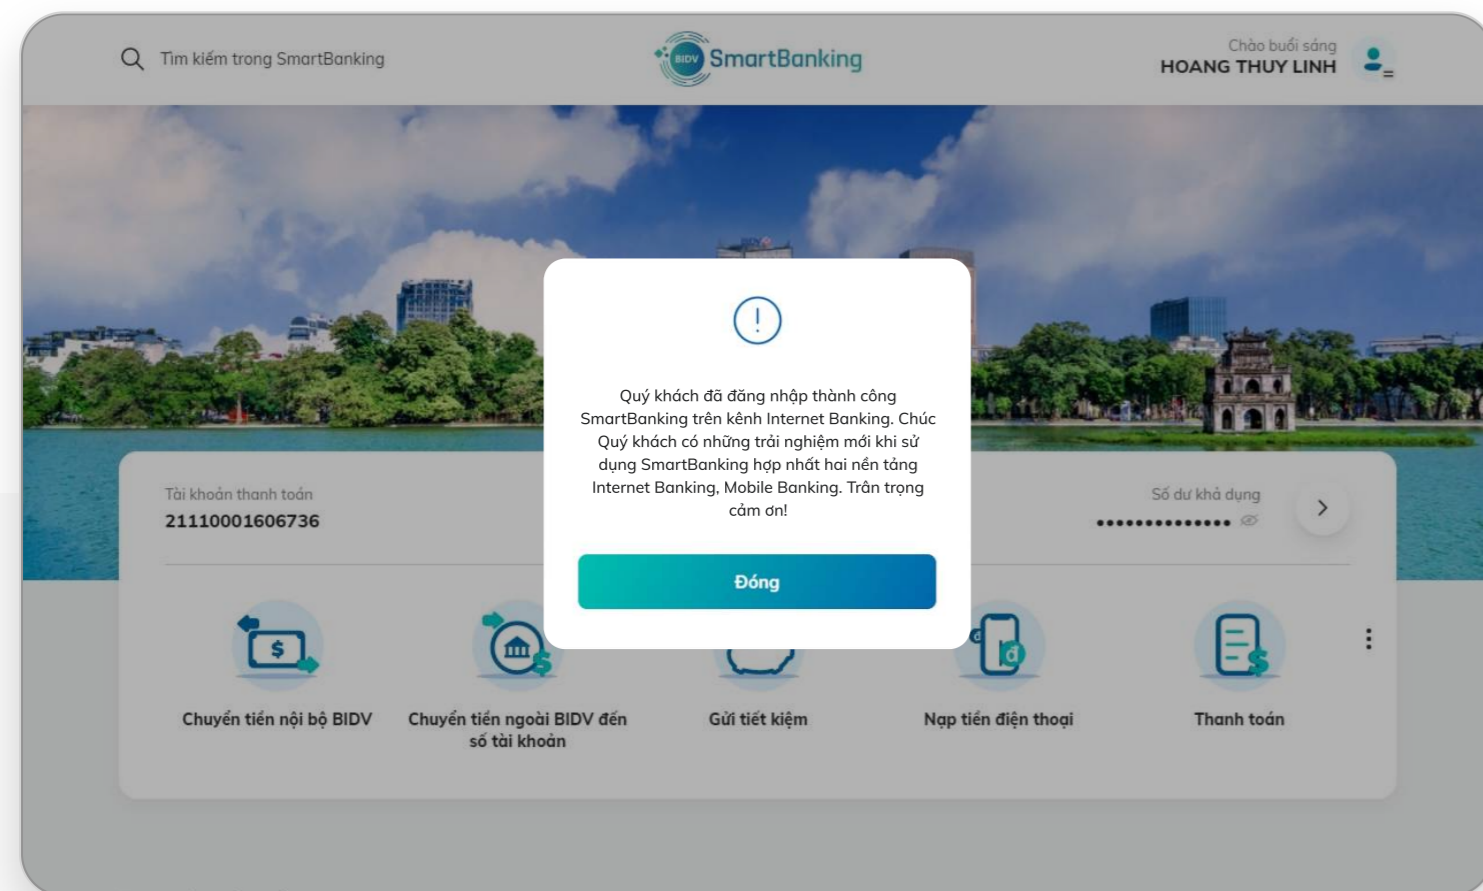 Tìm kiếm trong SmartBanking
BIDV SmartBanking
Chào buổi sáng
HOANG THUY LINH
Quý khách đã đăng nhập thành công
SmartBanking trên kênh Internet Banking. Chúc
Quý khách có những trải nghiệm mới khi sử
dụng SmartBanking hợp nhất hai nền tảng
Internet Banking, Mobile Banking. Trân trọng
cảm ơn!
Đóng
Tài khoản thanh toán
21110001606736
Số dư khả dụng
Chuyển tiền nội bộ BIDV
Chuyển tiền ngoài BIDV đến
số tài khoản
Gửi tiết kiệm
Nạp tiền điện thoại
Thanh toán